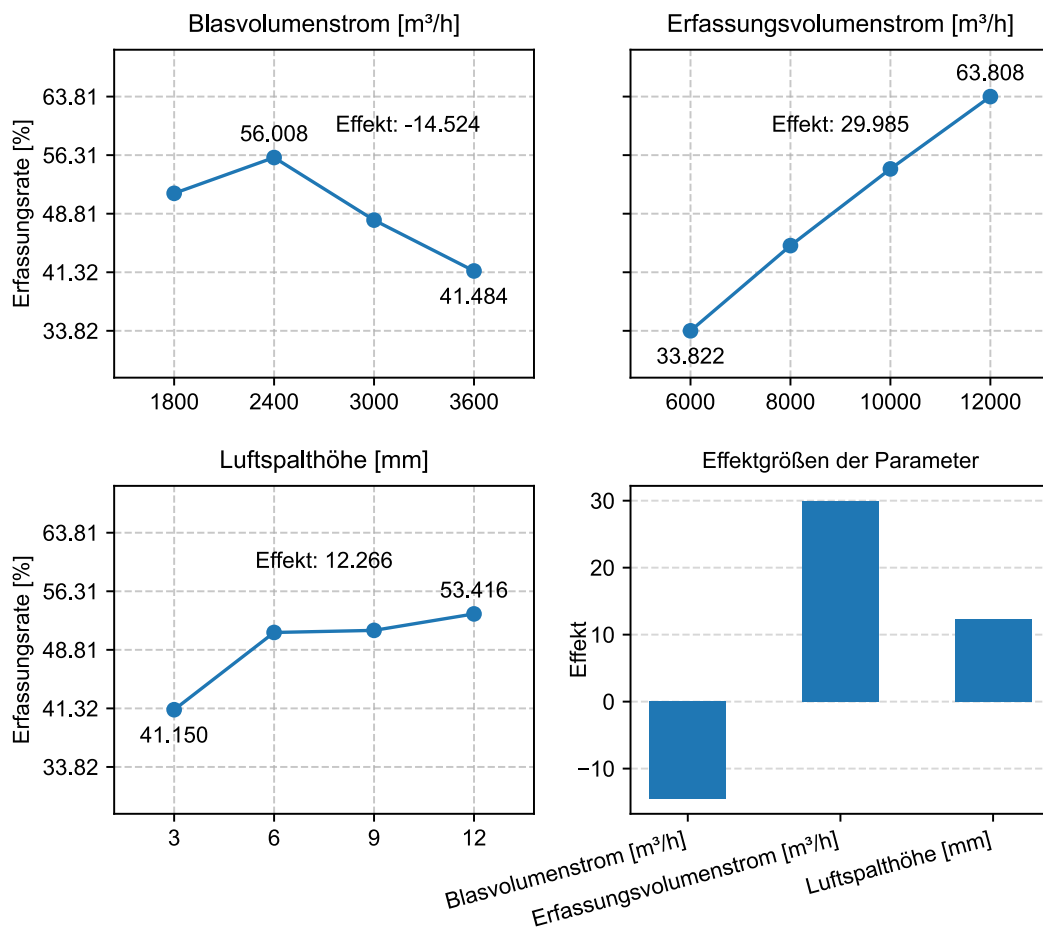 Blasvolumenstrom [m³/h]
Erfassungsrate [%]
63.81
56.31
48.81
41.32
33.82
56.008
Effekt: -14.524
41.484
1800 2400 3000 3600
Erfassungsvolumenstrom [m³/h]
63.808
Effekt: 29.985
33.822
6000 8000 10000 12000
Luftspalthöhe [mm]
Erfassungsrate [%]
63.81
56.31
48.81
41.32
33.82
Effekt: 12.266
53.416
41.150
3 6 9 12
Effektgrößen der Parameter
Effekt
30
20
10
0
−10
Blasvolumenstrom [m³/h]
Erfassungsvolumenstrom [m³/h]
Luftspalthöhe [mm]